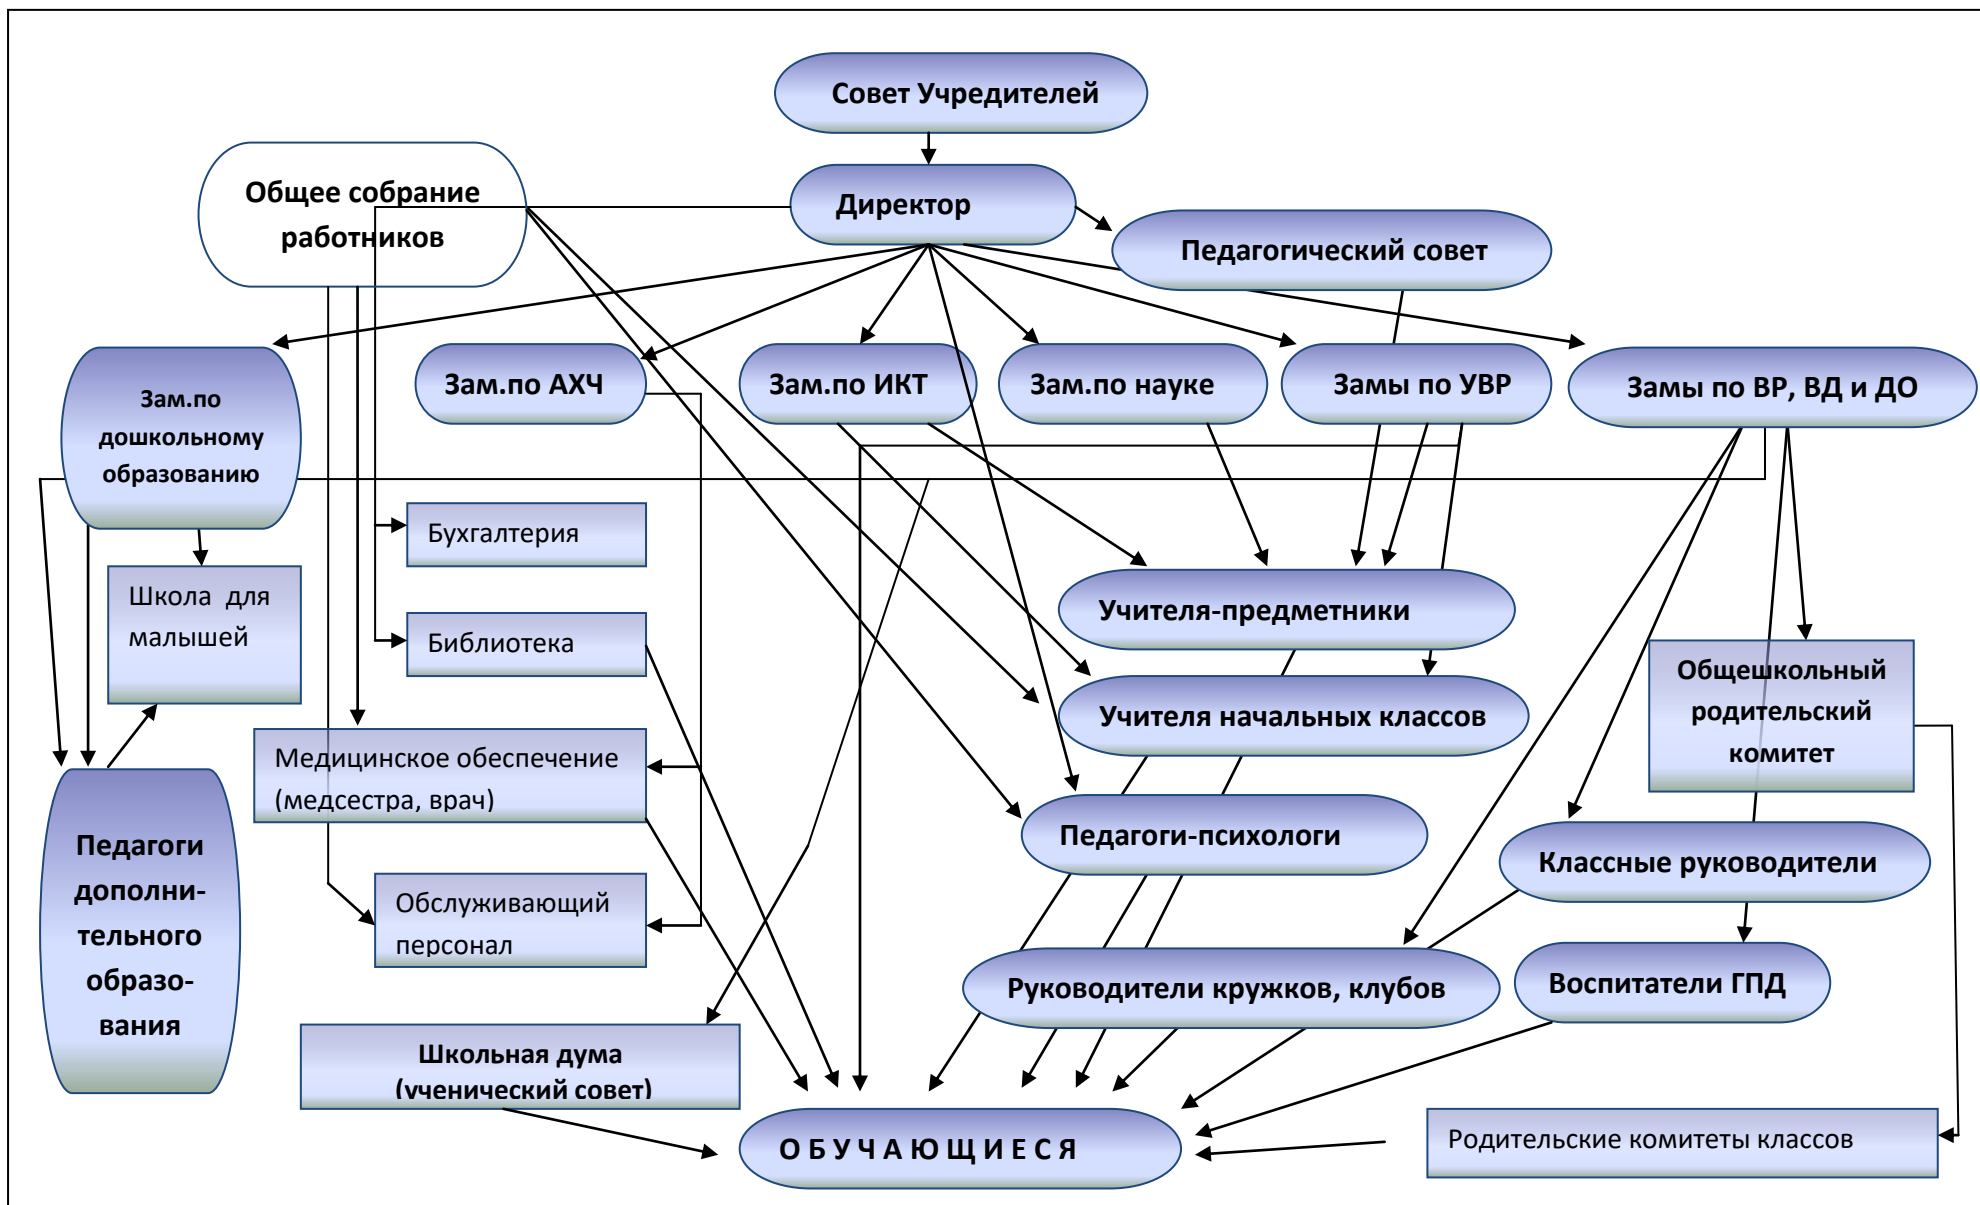 Совет Учредителей
Общее собрание
работников
Директор
Педагогический совет
Зам.по
дошкольному
образованию
Зам.по АХЧ
Зам.по ИКТ
Зам.по науке
Замы по УВР
Замы по ВР, ВД и ДО
Бухгалтерия
Школа для
малышей
Библиотека
Учителя-предметники
Общешкольный
родительский
комитет
Учителя начальных классов
Медицинское обеспечение
(медсестра, врач)
Педагоги-психологи
Классные руководители
Педагоги
дополни-
тельного
образо-
вания
Обслуживающий
персонал
Руководители кружков, клубов
Воспитатели ГПД
Школьная дума
(ученический совет)
О Б У Ч А Ю Щ И Е С Я
Родительские комитеты классов